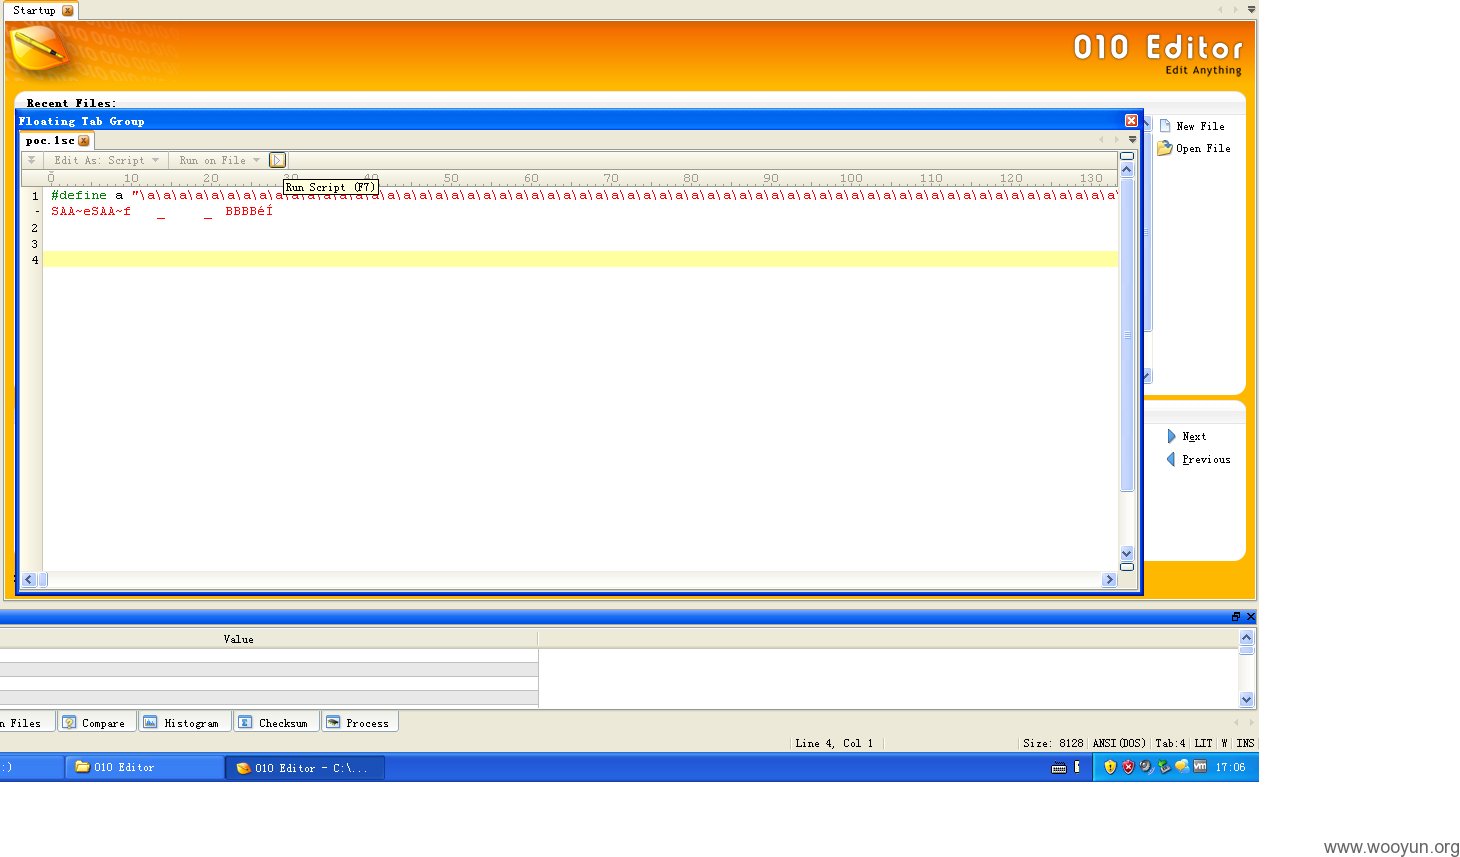 Startup
010 Editor
Edit Anything
Recent Files:
Floating Tab Group
poc.1sc
New File
Open File
Edit As: Script
Run on File
0 10 20 30 40 50 60 70 80 90 100 110 120 130
Run Script (F7)
1 #define a "\a\a\a\a\a\a\a\a\a\a\a\a\a\a\a\a\a\a\a\a\a\a\a\a\a\a\a\a\a\a\a\a\a\a\a\a\a\a\a\a\a\a\a\a\a\a\a\a\a\a\a\a\a\a\a\a\a\a\a\a\a'
- SAA~eSAA~f _ _ BBBBéÍ
2
3
4
Next
Previous
Value
n Files
Compare
Histogram
Checksum
Process
Line 4, Col 1
Size: 8128
ANSI(DOS)
Tab:4
LIT
W
INS
:)
010 Editor
010 Editor - C:\...
17:06
www.wooyun.org